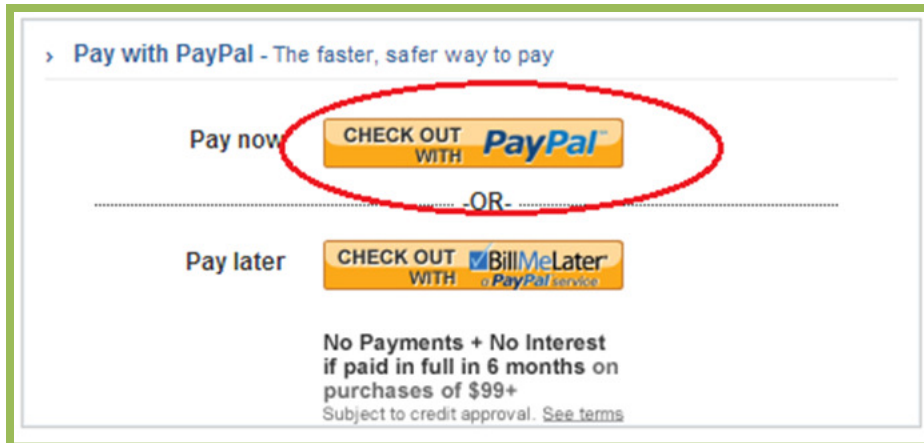 › Pay with PayPal - The faster, safer way to pay
Pay now
CHECK OUT
WITH
PayPal™
-OR-
Pay later
CHECK OUT
WITH
BillMeLater®
a PayPal service
No Payments + No Interest
if paid in full in 6 months on
purchases of $99+
Subject to credit approval. See terms